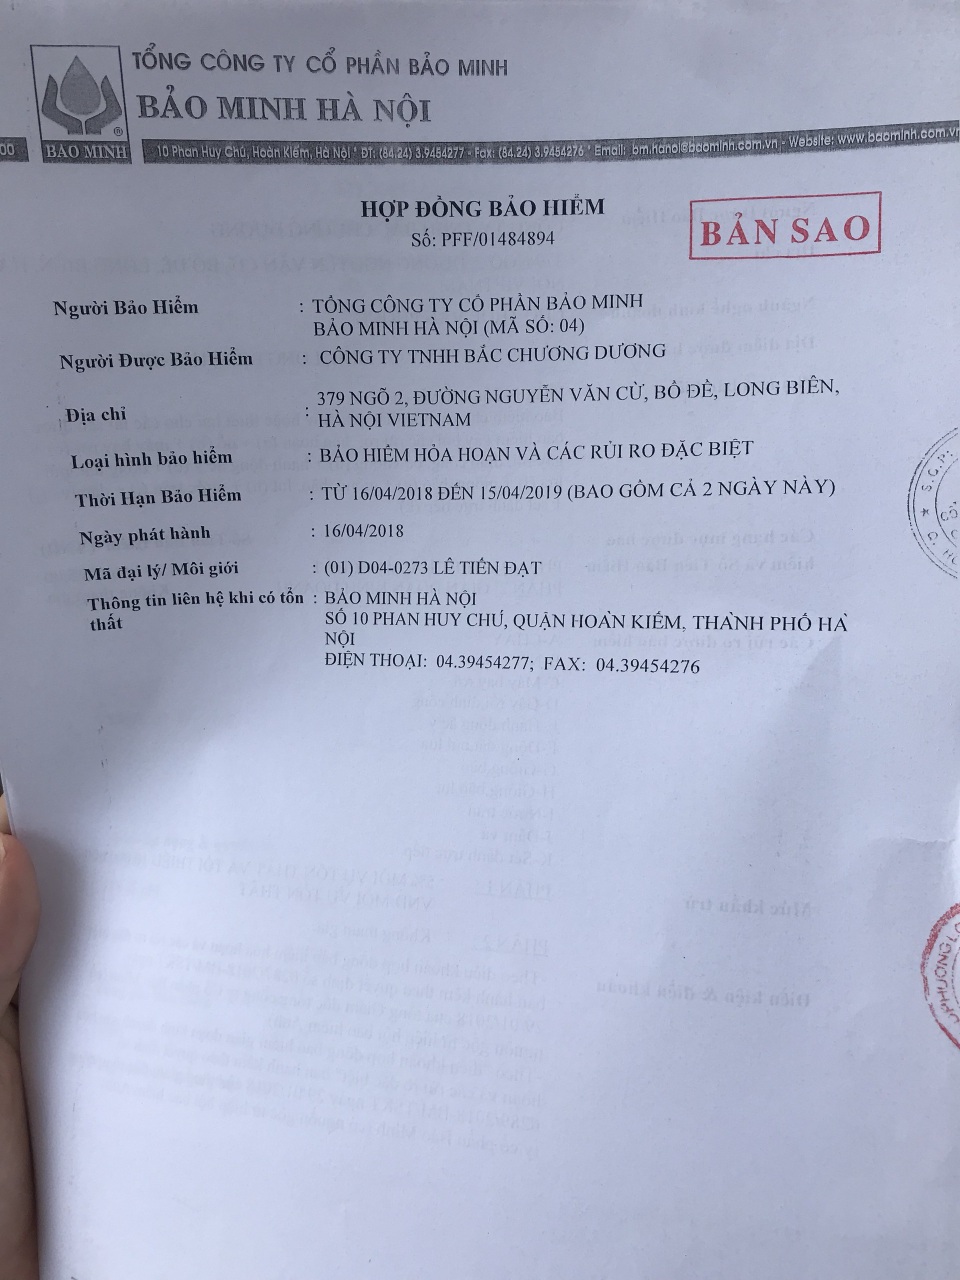 TỔNG CÔNG TY CỔ PHẦN BẢO MINH
BẢO MINH HÀ NỘI
®
00
BẢO MINH
10 Phan Huy Chú, Hoàn Kiếm, Hà Nội * ĐT: (84.24) 3.9454277 - Fax: (84.24) 3.9454276 * Email: bm.hanoi@baominh.com.vn - Website: www.baominh.com.vn
HỢP ĐỒNG BẢO HIỂM
Số: PFF/01484894
BẢN SAO
Người Bảo Hiểm : TỔNG CÔNG TY CỔ PHẦN BẢO MINH
BẢO MINH HÀ NỘI (MÃ SỐ: 04)
Người Được Bảo Hiểm : CÔNG TY TNHH BẮC CHƯƠNG DƯƠNG
Địa chỉ : 379 NGÕ 2, ĐƯỜNG NGUYỄN VĂN CỪ, BỒ ĐỀ, LONG BIÊN,
HÀ NỘI VIETNAM
Loại hình bảo hiểm : BẢO HIỂM HỎA HOẠN VÀ CÁC RỦI RO ĐẶC BIỆT
Thời Hạn Bảo Hiểm : TỪ 16/04/2018 ĐẾN 15/04/2019 (BAO GỒM CẢ 2 NGÀY NÀY)
Ngày phát hành : 16/04/2018
Mã đại lý/ Môi giới : (01) D04-0273 LÊ TIẾN ĐẠT
Thông tin liên hệ khi có tổn : BẢO MINH HÀ NỘI
thất
SỐ 10 PHAN HUY CHÚ, QUẬN HOÀN KIẾM, THÀNH PHỐ HÀ
NỘI
ĐIỆN THOẠI: 04.39454277; FAX: 04.39454276